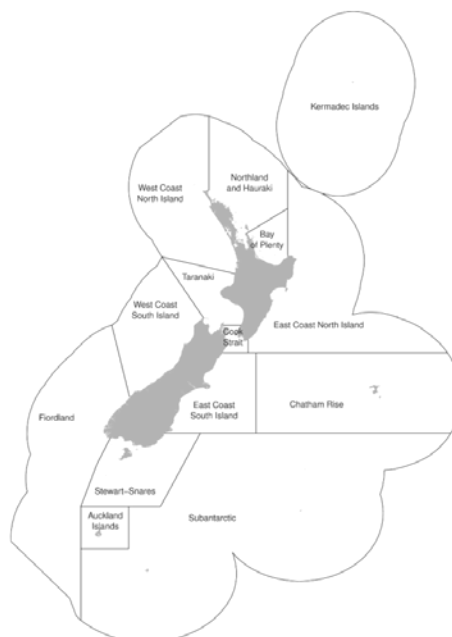 Kermadec Islands
Northland
and Hauraki
West Coast
North Island
Bay
of Plenty
Taranaki
West Coast
South Island
East Coast North Island
Cook
Strait
East Coast
South Island
Chatham Rise
Fiordland
Stewart–Snares
Auckland
Islands
Subantarctic